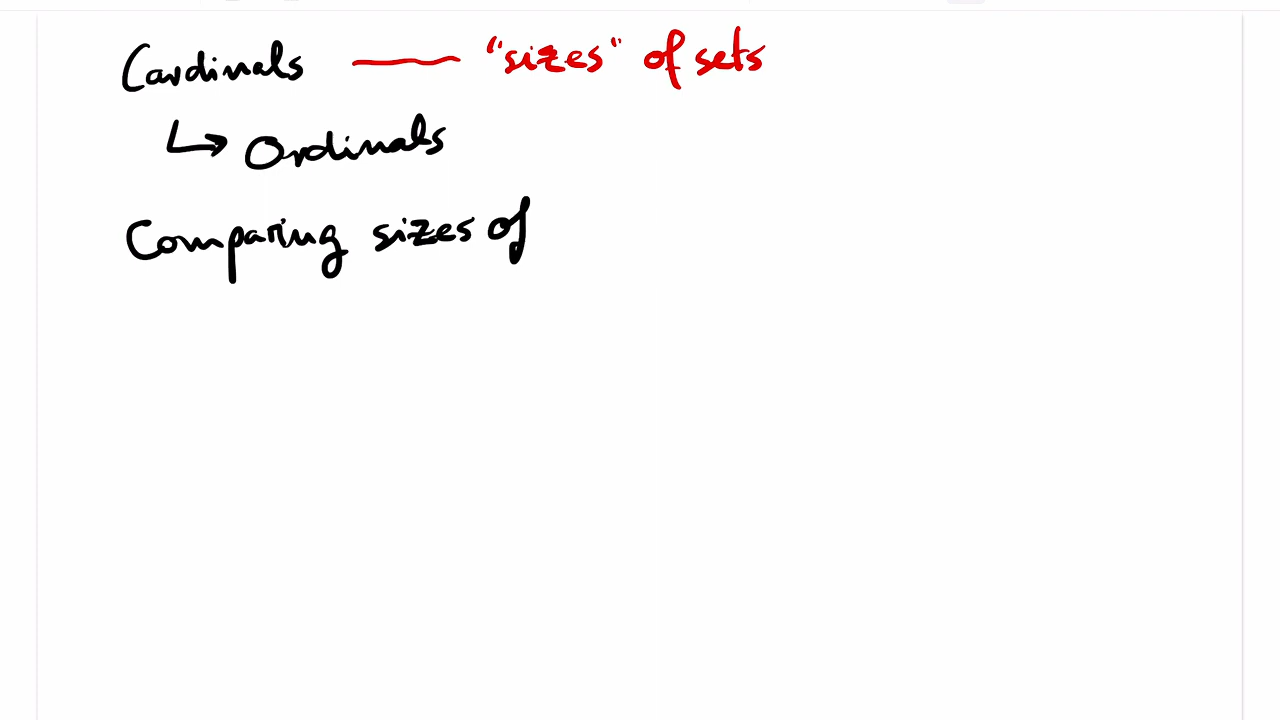 Cardinals — "sizes" of sets
↳ Ordinals
Comparing sizes of